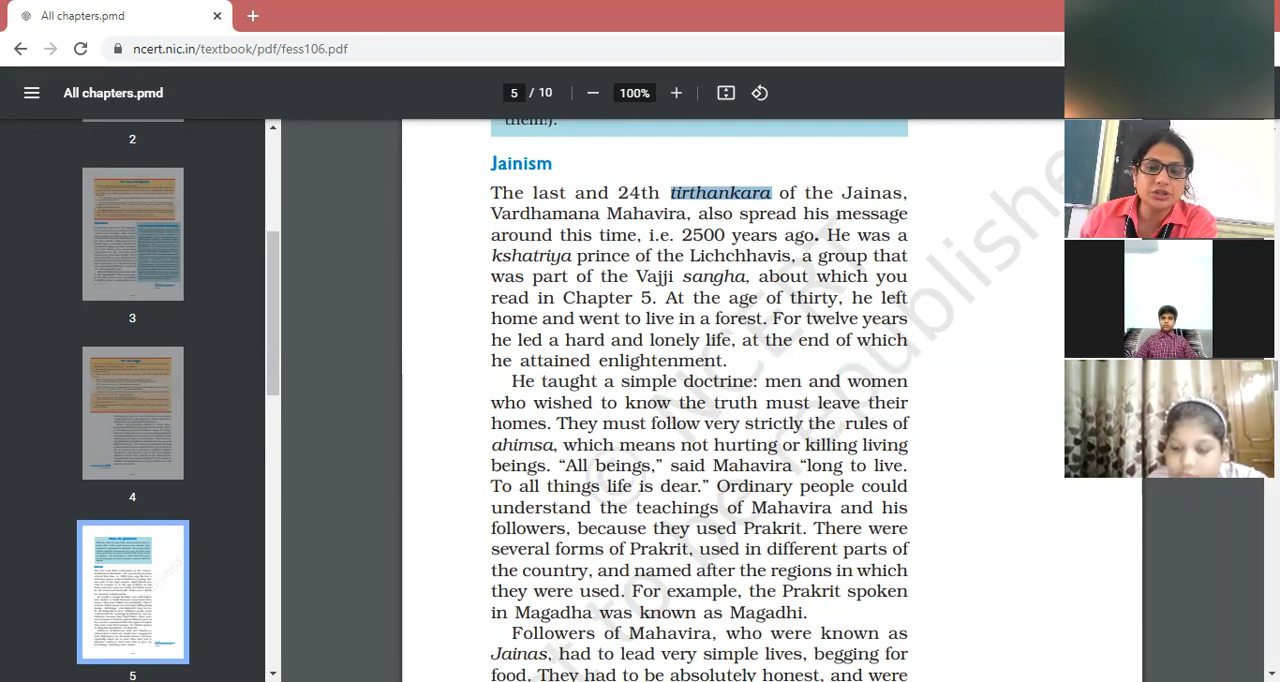 All chapters.pmd
ncert.nic.in/textbook/pdf/fess106.pdf
All chapters.pmd
5 / 10
100%
2
3
4
5
them!).
Jainism
The last and 24th tirthankara of the Jainas,
Vardhamana Mahavira, also spread his message
around this time, i.e. 2500 years ago. He was a
kshatriya prince of the Lichchhavis, a group that
was part of the Vajji sangha, about which you
read in Chapter 5. At the age of thirty, he left
home and went to live in a forest. For twelve years
he led a hard and lonely life, at the end of which
he attained enlightenment.
He taught a simple doctrine: men and women
who wished to know the truth must leave their
homes. They must follow very strictly the rules of
ahimsa, which means not hurting or killing living
beings. “All beings,” said Mahavira “long to live.
To all things life is dear.” Ordinary people could
understand the teachings of Mahavira and his
followers, because they used Prakrit. There were
several forms of Prakrit, used in different parts of
the country, and named after the regions in which
they were used. For example, the Prakrit spoken
in Magadha was known as Magadhi.
Followers of Mahavira, who were known as
Jainas, had to lead very simple lives, begging for
food. They had to be absolutely honest, and were
© NCERT
republishe